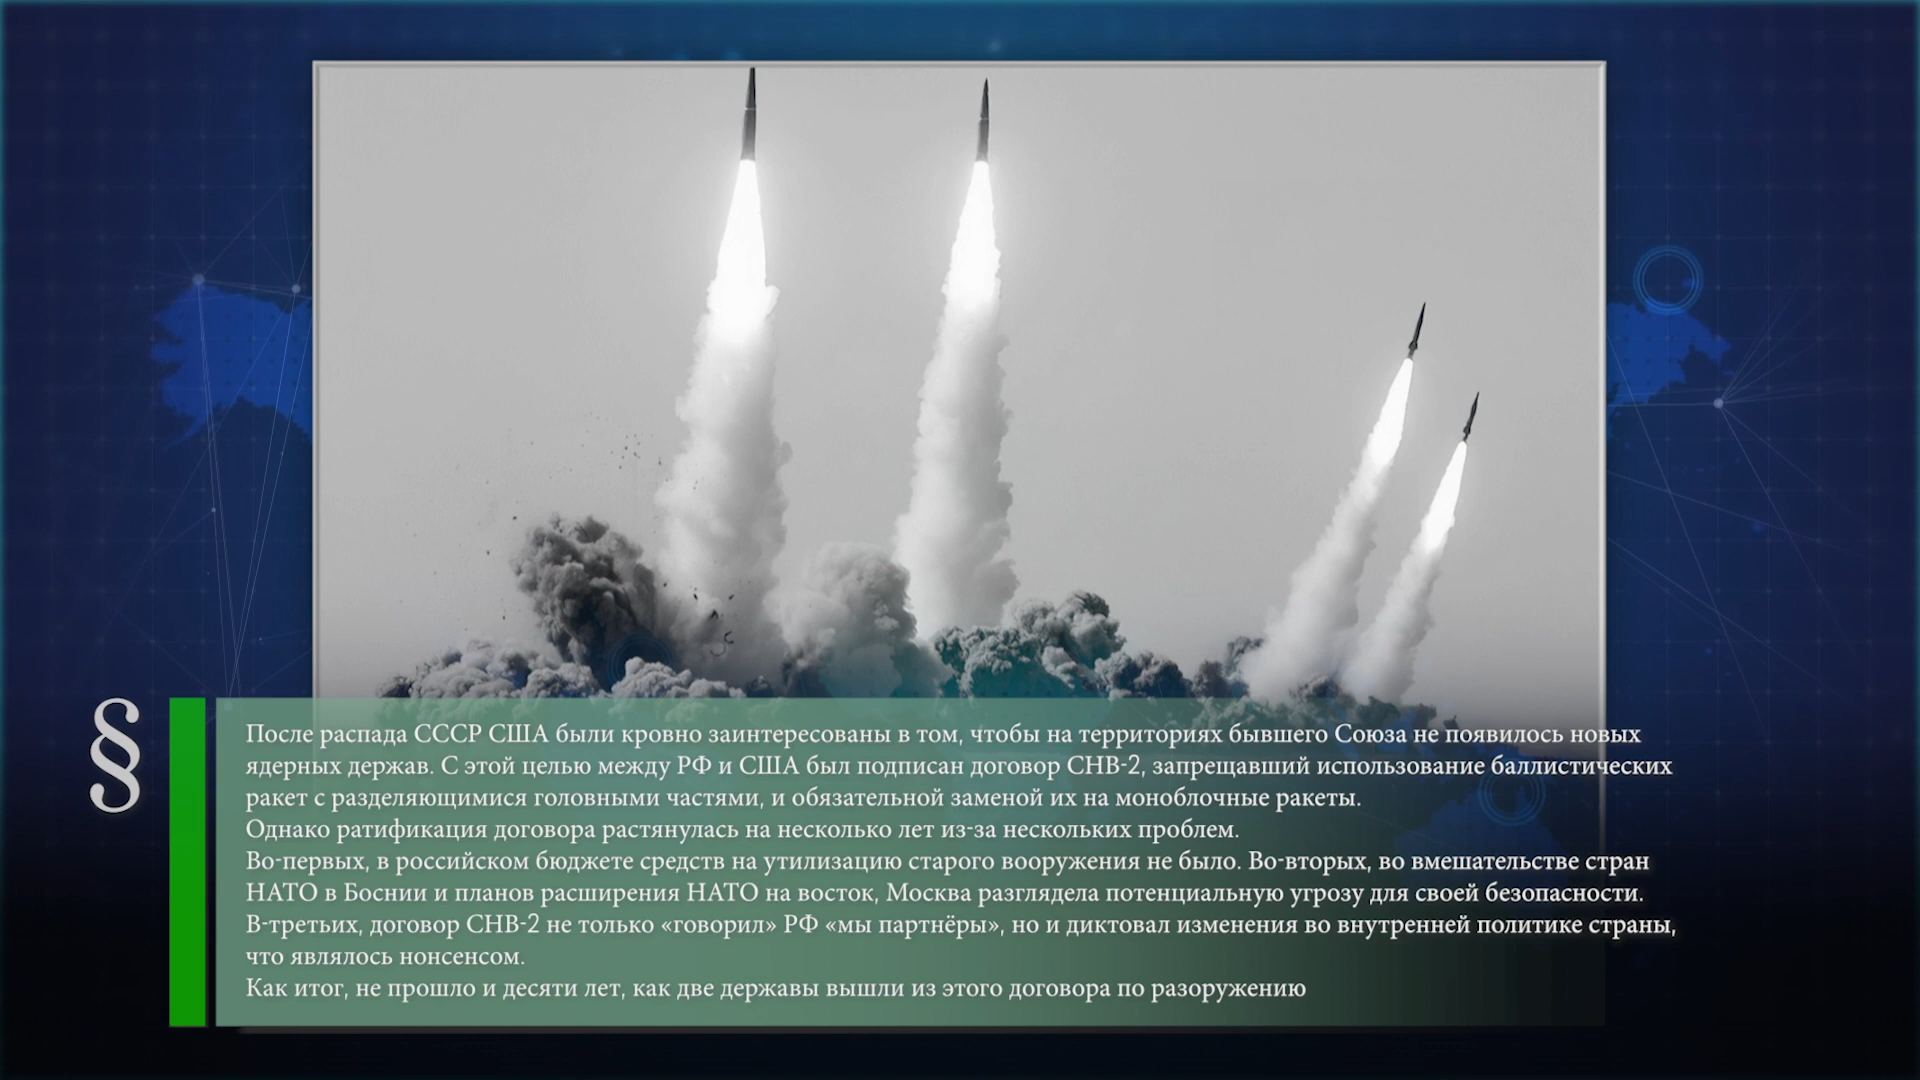 §
После распада СССР США были кровно заинтересованы в том, чтобы на территориях бывшего Союза не появилось новых
ядерных держав. С этой целью между РФ и США был подписан договор СНВ-2, запрещавший использование баллистических
ракет с разделяющимися головными частями, и обязательной заменой их на моноблочные ракеты.
Однако ратификация договора растянулась на несколько лет из-за нескольких проблем.
Во-первых, в российском бюджете средств на утилизацию старого вооружения не было. Во-вторых, во вмешательстве стран
НАТО в Боснии и планов расширения НАТО на восток, Москва разглядела потенциальную угрозу для своей безопасности.
В-третьих, договор СНВ-2 не только «говорил» РФ «мы партнёры», но и диктовал изменения во внутренней политике страны,
что являлось нонсенсом.
Как итог, не прошло и десяти лет, как две державы вышли из этого договора по разоружению